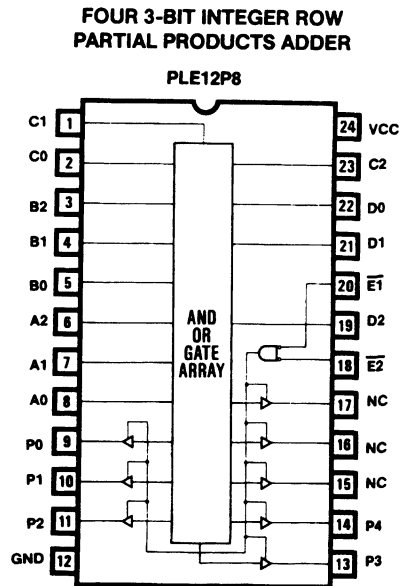 FOUR 3-BIT INTEGER ROW
PARTIAL PRODUCTS ADDER
PLE12P8
C1 1 24 VCC
C0 2 23 C2
B2 3 22 D0
B1 4 21 D1
B0 5 20 E1
A2 6 19 D2
A1 7 18 E2
A0 8 17 NC
P0 9 16 NC
P1 10 15 NC
P2 11 14 P4
GND 12 13 P3
AND
OR
GATE
ARRAY